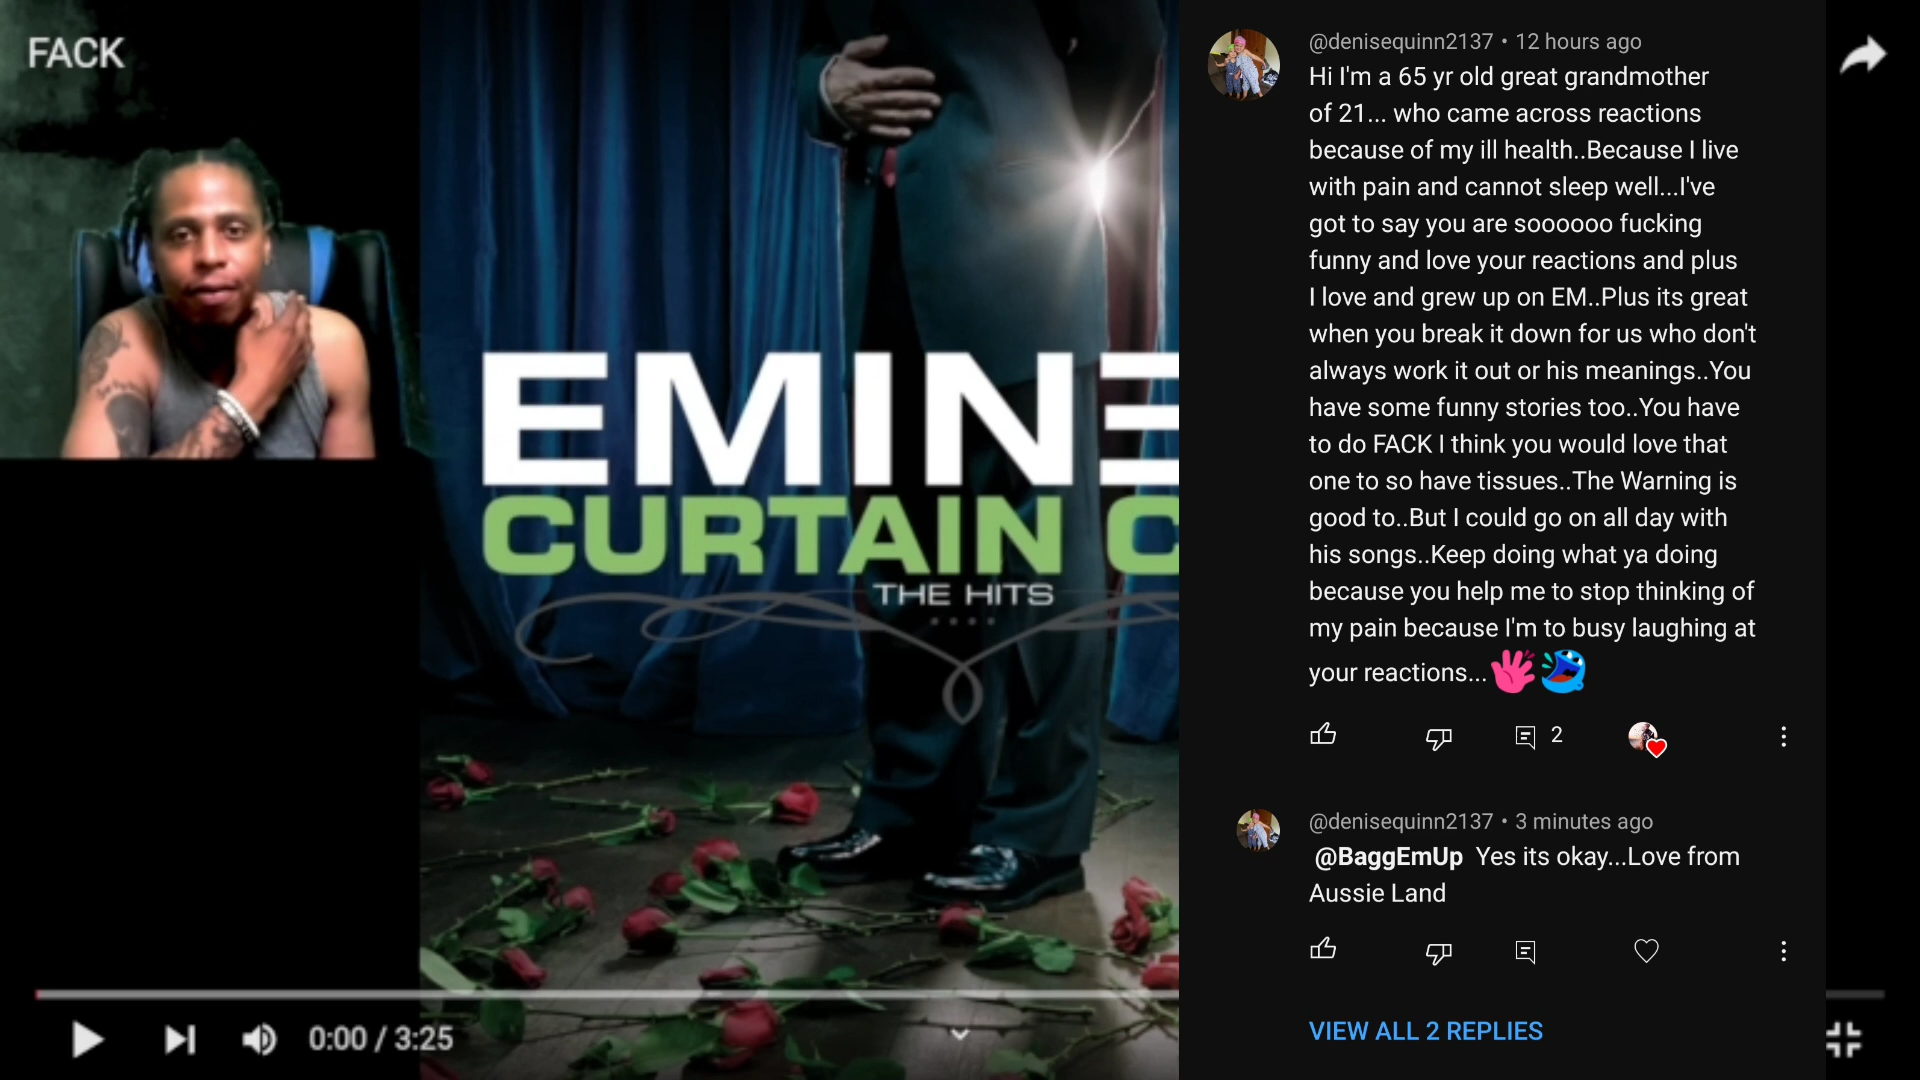 FACK
EMINE
CURTAIN C
THE HITS
0:00 / 3:25
@denisequinn2137 • 12 hours ago
Hi I'm a 65 yr old great grandmother
of 21... who came across reactions
because of my ill health..Because I live
with pain and cannot sleep well...I've
got to say you are soooooo fucking
funny and love your reactions and plus
I love and grew up on EM..Plus its great
when you break it down for us who don't
always work it out or his meanings..You
have some funny stories too..You have
to do FACK I think you would love that
one to so have tissues..The Warning is
good to..But I could go on all day with
his songs..Keep doing what ya doing
because you help me to stop thinking of
my pain because I'm to busy laughing at
your reactions...
2
@denisequinn2137 • 3 minutes ago
@BaggEmUp Yes its okay...Love from
Aussie Land
VIEW ALL 2 REPLIES